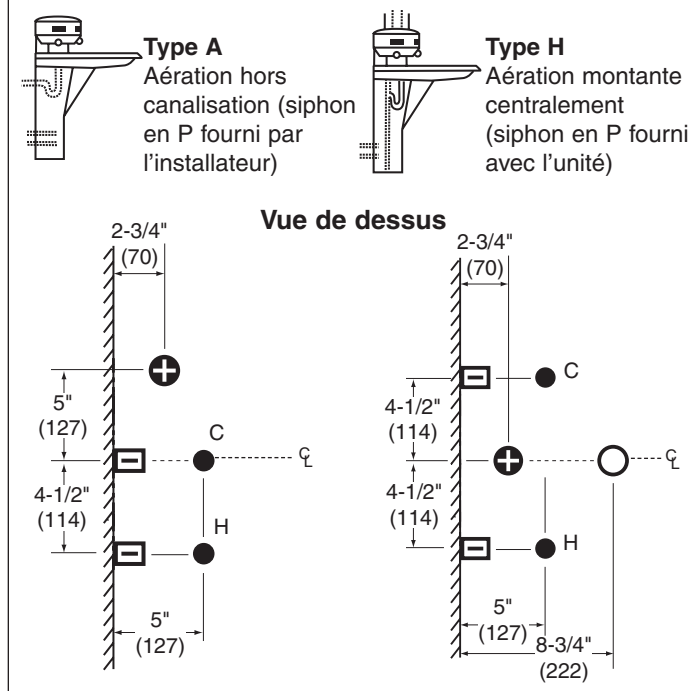 Type A
Aération hors
canalisation (siphon
en P fourni par
l'installateur)
Type H
Aération montante
centralement
(siphon en P fourni
avec l'unité)
Vue de dessus
2-3/4"
(70)
5"
(127)
C
℄
4-1/2"
(114)
H
5"
(127)
2-3/4"
(70)
C
4-1/2"
(114)
℄
4-1/2"
(114)
H
5"
(127)
8-3/4"
(222)